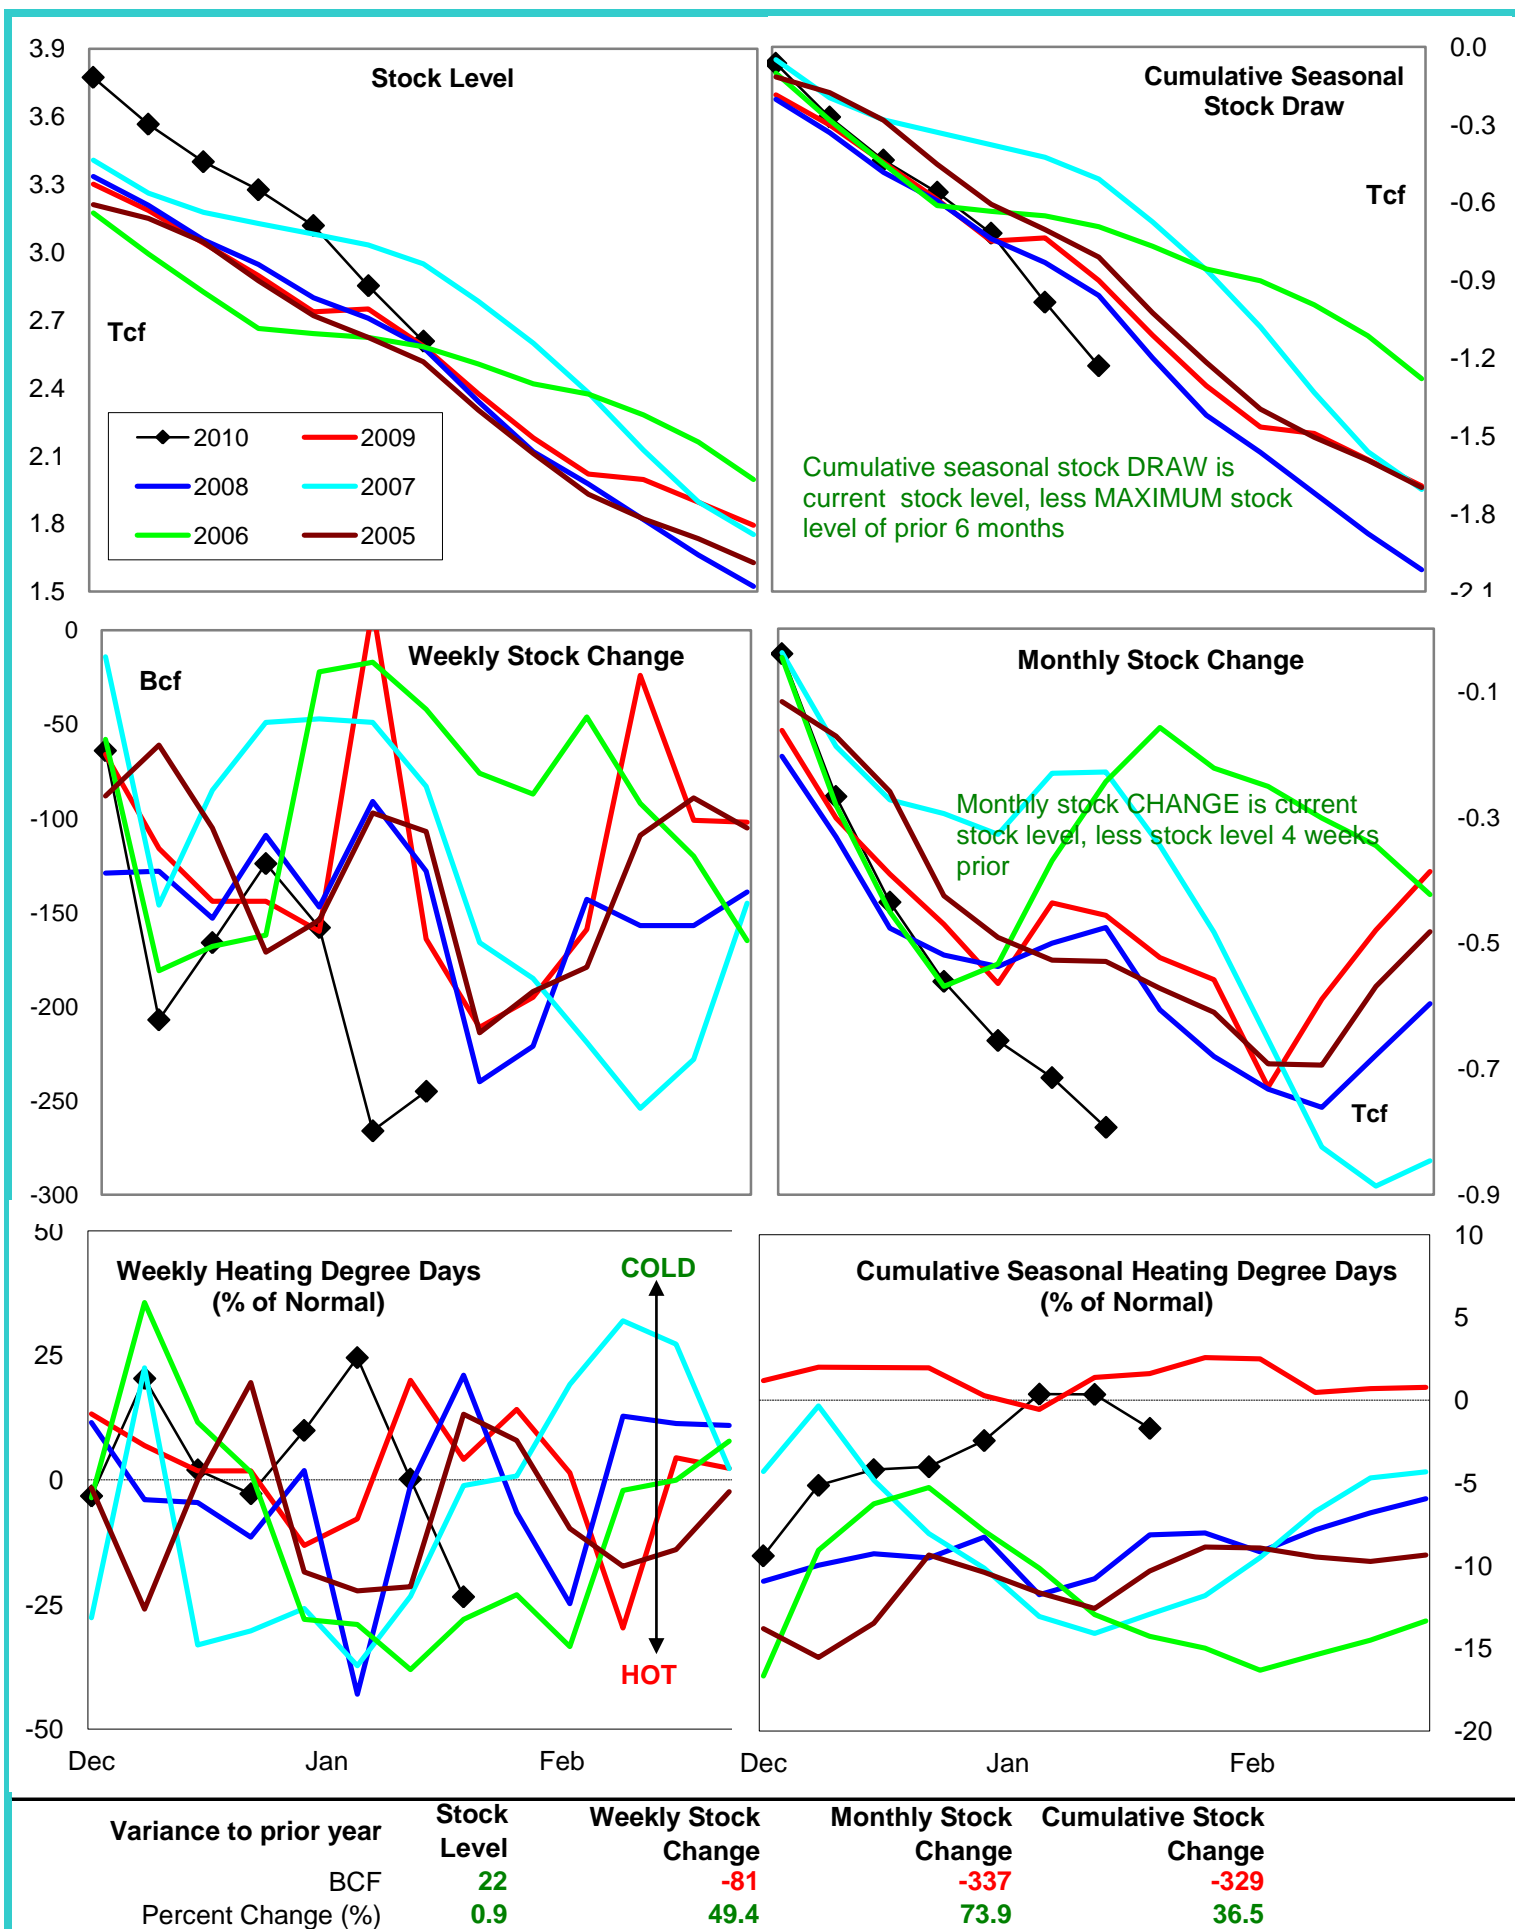 Stock Level
3.9
3.6
3.3
3.0
2.7
2.4
2.1
1.8
1.5
Tcf
2010
2009
2008
2007
2006
2005
Cumulative Seasonal
Stock Draw
Tcf
0.0
-0.3
-0.6
-0.9
-1.2
-1.5
-1.8
-2.1
Cumulative seasonal stock DRAW is
current stock level, less MAXIMUM stock
level of prior 6 months
Weekly Stock Change
Bcf
0
-50
-100
-150
-200
-250
-300
Monthly Stock Change
-0.1
-0.3
-0.5
-0.7
-0.9
Monthly stock CHANGE is current
stock level, less stock level 4 weeks
prior
Tcf
Weekly Heating Degree Days
(% of Normal)
50
25
0
-25
-50
COLD
HOT
Dec
Jan
Feb
Cumulative Seasonal Heating Degree Days
(% of Normal)
10
5
0
-5
-10
-15
-20
Dec
Jan
Feb
Variance to prior year
Stock
Level
Weekly Stock
Change
Monthly Stock
Change
Cumulative Stock
Change
BCF 22 -81 -337 -329
Percent Change (%) 0.9 49.4 73.9 36.5